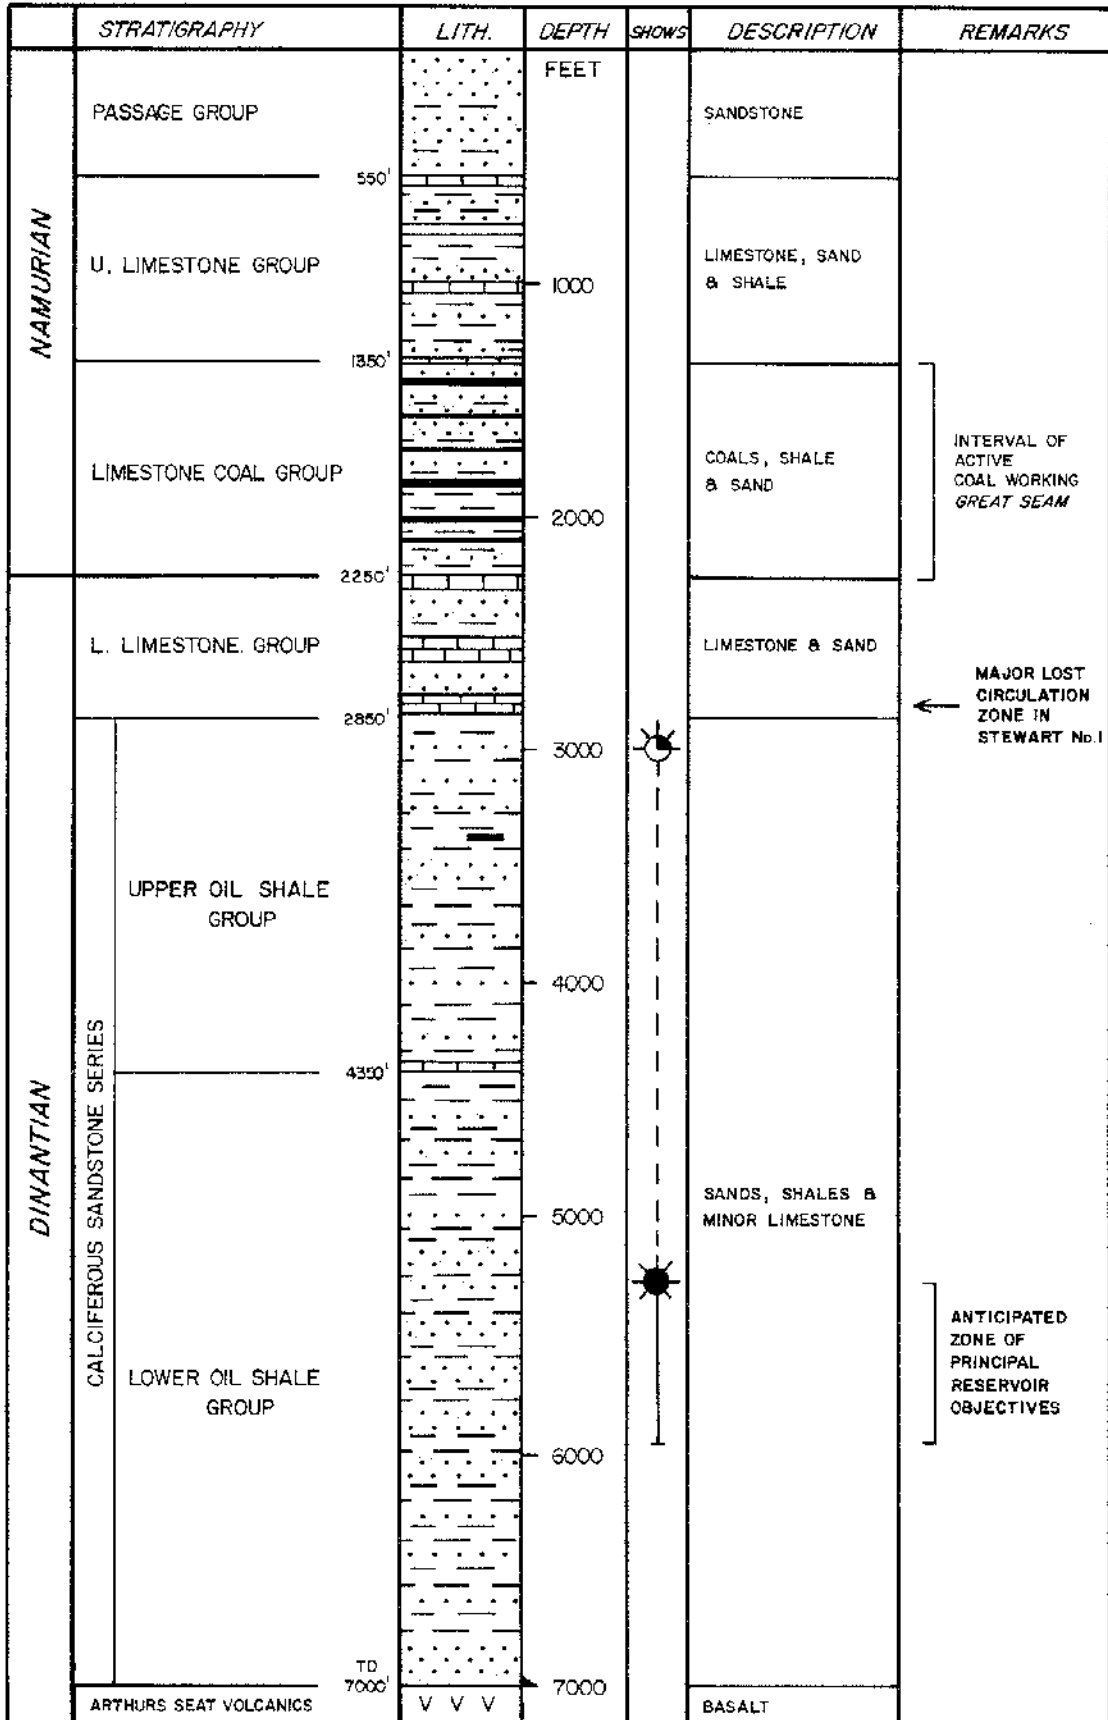 STRATIGRAPHY LITH. DEPTH SHOWS DESCRIPTION REMARKS
FEET
PASSAGE GROUP
SANDSTONE
550'
NAMURIAN
U. LIMESTONE GROUP
LIMESTONE, SAND
& SHALE
1000
1350'
LIMESTONE COAL GROUP
COALS, SHALE
& SAND
INTERVAL OF
ACTIVE
COAL WORKING
GREAT SEAM
2000
2250'
L. LIMESTONE. GROUP
LIMESTONE & SAND
MAJOR LOST
CIRCULATION
ZONE IN
STEWART No.1
2850'
3000
UPPER OIL SHALE
GROUP
4000
4350'
DINANTIAN
CALCIFEROUS SANDSTONE SERIES
5000
SANDS, SHALES &
MINOR LIMESTONE
LOWER OIL SHALE
GROUP
ANTICIPATED
ZONE OF
PRINCIPAL
RESERVOIR
OBJECTIVES
6000
TD
7000'
7000
ARTHURS SEAT VOLCANICS
V V V
BASALT